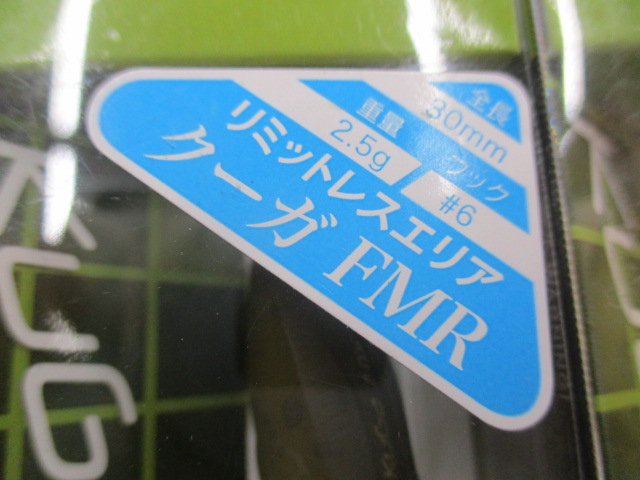 全長
30mm
重量
2.5g
フック
#6
リミットレスエリア
クーガ FMR